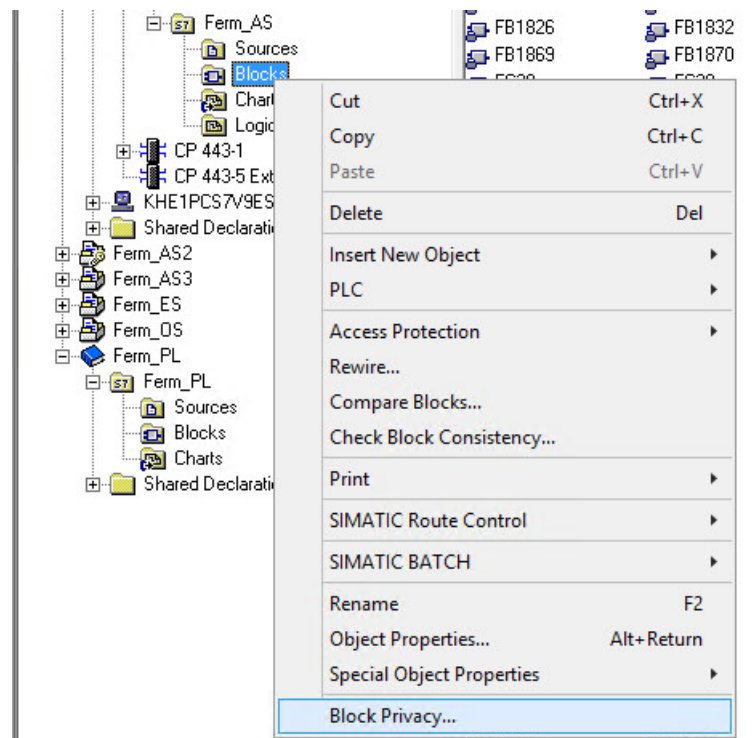 Ferm_AS
Sources
Blocks
Chart
Logic
CP 443-1
CP 443-5 Ext
KHE1PCS7V9ES
Shared Declarati
Ferm_AS2
Ferm_AS3
Ferm_ES
Ferm_OS
Ferm_PL
S7 Ferm_PL
Sources
Blocks
Charts
Shared Declarati
FB1826 FB1832
FB1869 FB1870
Cut Ctrl+X
Copy Ctrl+C
Paste Ctrl+V
Delete Del
Insert New Object
PLC
Access Protection
Rewire...
Compare Blocks...
Check Block Consistency...
Print
SIMATIC Route Control
SIMATIC BATCH
Rename F2
Object Properties... Alt+Return
Special Object Properties
Block Privacy...